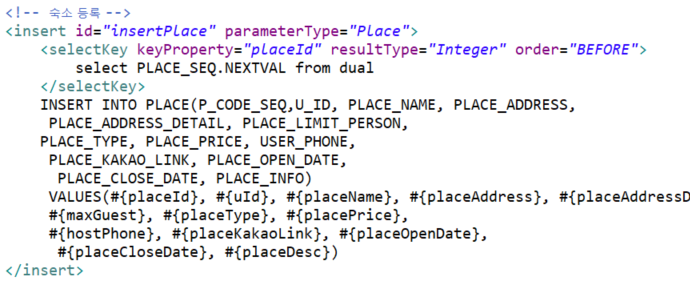 <!-- 숙소 등록 -->
<insert id="insertPlace" parameterType="Place">
<selectKey keyProperty="placeId" resultType="Integer" order="BEFORE">
select PLACE_SEQ.NEXTVAL from dual
</selectKey>
INSERT INTO PLACE(P_CODE_SEQ,U_ID, PLACE_NAME, PLACE_ADDRESS,
PLACE_ADDRESS_DETAIL, PLACE_LIMIT_PERSON,
PLACE_TYPE, PLACE_PRICE, USER_PHONE,
PLACE_KAKAO_LINK, PLACE_OPEN_DATE,
PLACE_CLOSE_DATE, PLACE_INFO)
VALUES(#{placeId}, #{uId}, #{placeName}, #{placeAddress}, #{placeAddressD
#{maxGuest}, #{placeType}, #{placePrice},
#{hostPhone}, #{placeKakaoLink}, #{placeOpenDate},
#{placeCloseDate}, #{placeDesc})
</insert>